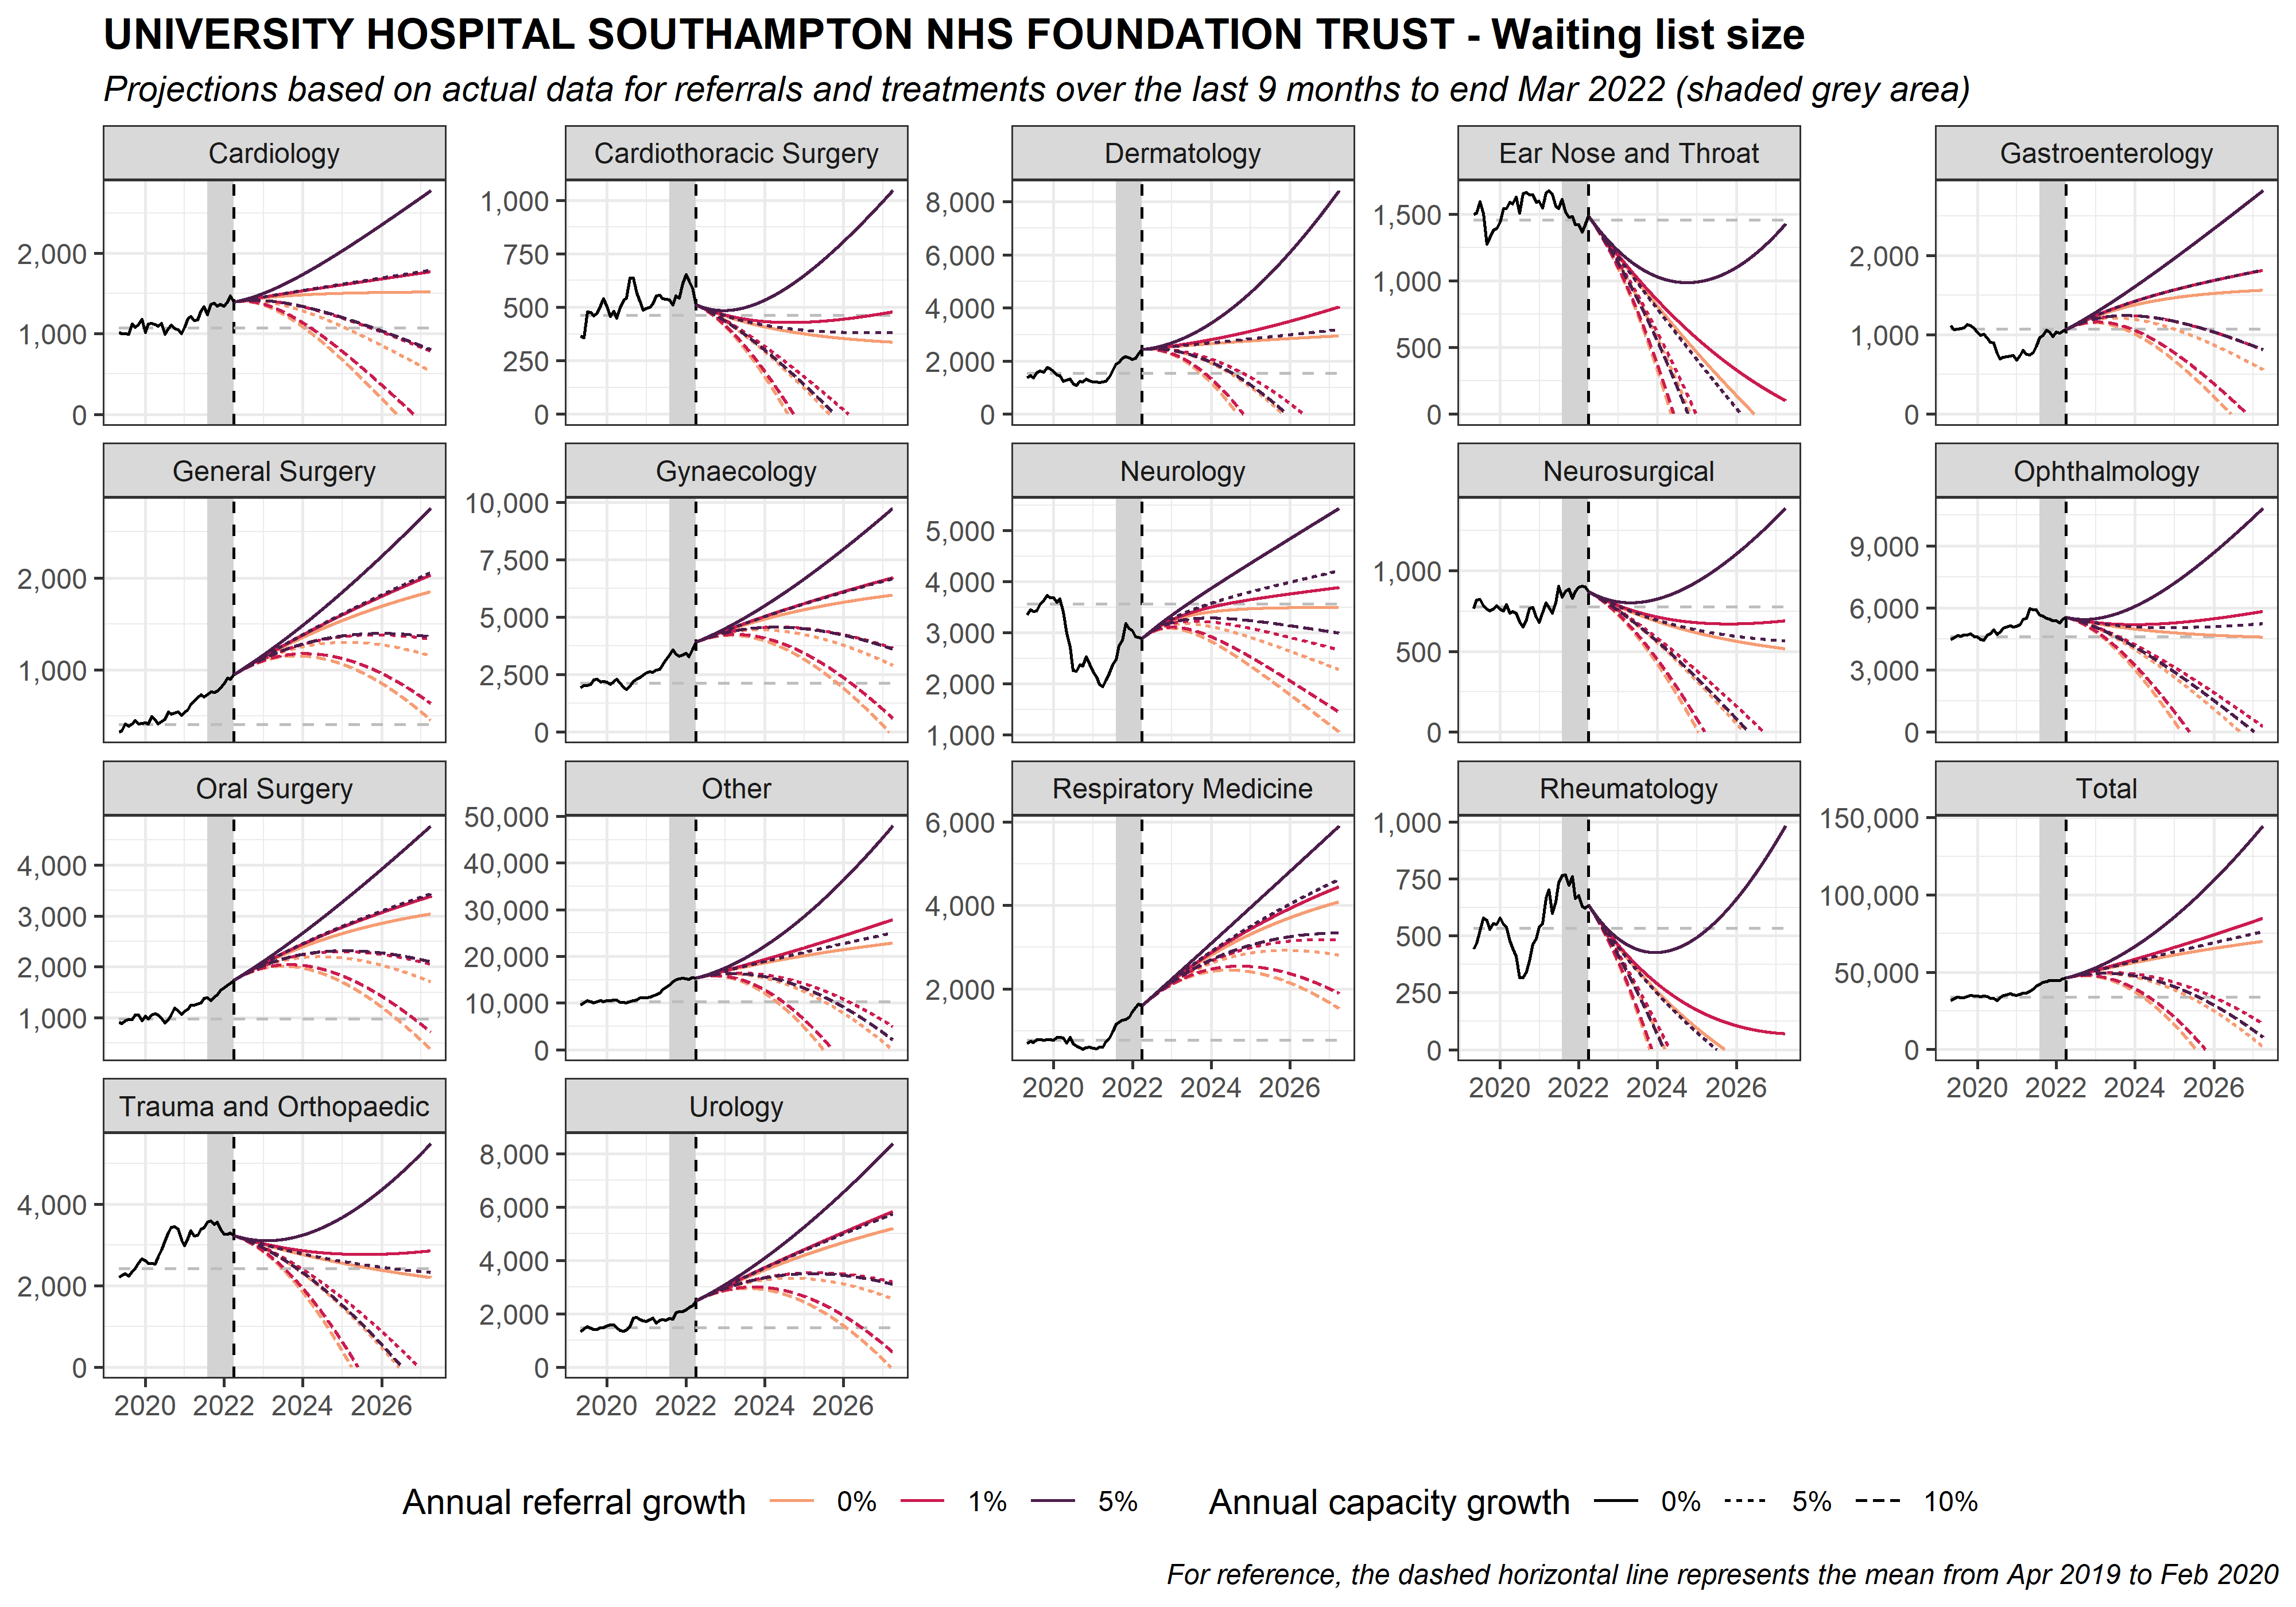 UNIVERSITY HOSPITAL SOUTHAMPTON NHS FOUNDATION TRUST - Waiting list size
Projections based on actual data for referrals and treatments over the last 9 months to end Mar 2022 (shaded grey area)
Cardiology
2,000
1,000
0
Cardiothoracic Surgery
1,000
750
500
250
0
Dermatology
8,000
6,000
4,000
2,000
0
Ear Nose and Throat
1,500
1,000
500
0
Gastroenterology
2,000
1,000
0
General Surgery
2,000
1,000
Gynaecology
10,000
7,500
5,000
2,500
0
Neurology
5,000
4,000
3,000
2,000
1,000
Neurosurgical
1,000
500
0
Ophthalmology
9,000
6,000
3,000
0
Oral Surgery
4,000
3,000
2,000
1,000
Other
50,000
40,000
30,000
20,000
10,000
0
Respiratory Medicine
6,000
4,000
2,000
2020 2022 2024 2026
Rheumatology
1,000
750
500
250
0
2020 2022 2024 2026
Total
150,000
100,000
50,000
0
2020 2022 2024 2026
Trauma and Orthopaedic
4,000
2,000
0
2020 2022 2024 2026
Urology
8,000
6,000
4,000
2,000
0
2020 2022 2024 2026
Annual referral growth 0% 1% 5% Annual capacity growth 0% 5% 10%
For reference, the dashed horizontal line represents the mean from Apr 2019 to Feb 2020